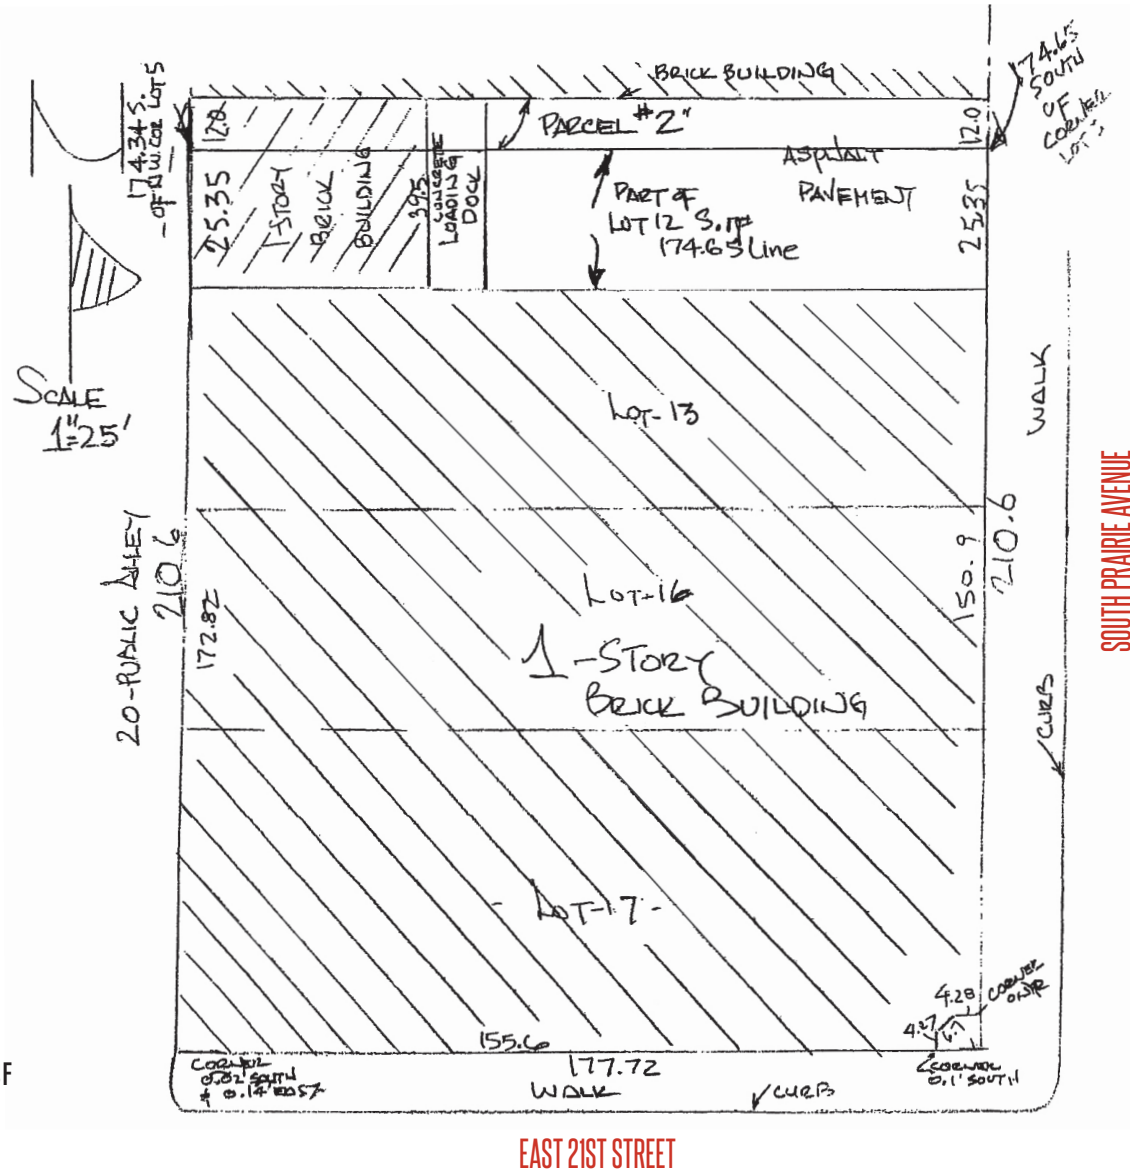 BRICK BUILDING
174.65
SOUTH
OF
CORNER
LOT 5
174.34 S.
-OF N.W. COR LOT 5
12.0
PARCEL #2"
12.0
ASPHALT
PAVEMENT
25.35
1-STORY
BRICK
BUILDING
39.5
CONCRETE
LOADING
DOCK
PART OF
LOT 12 S.
174.65 Line
25.35
SCALE
1"=25'
LOT-13
WALK
20-PUBLIC ALLEY
210.6
172.82
LOT-16
1-STORY
BRICK BUILDING
150.9
210.6
SOUTH PRAIRIE AVENUE
CURB
-LOT-17-
4.28
CORNER
4.27
6.1
155.6
177.72
CORNER
0.02' SOUTH
& 0.14 EAST
CORNER
0.1' SOUTH
F
WALK
CURB
EAST 21ST STREET